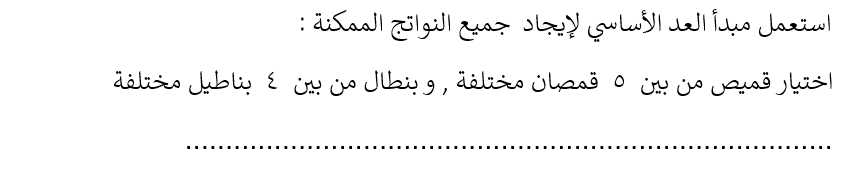 استعمل مبدأ العد الأساسي لإيجاد جميع النواتج الممكنة :
اختيار قميص من بين ٥ قمصان مختلفة , و بنطال من بين ٤ بناطيل مختلفة
................................................................................